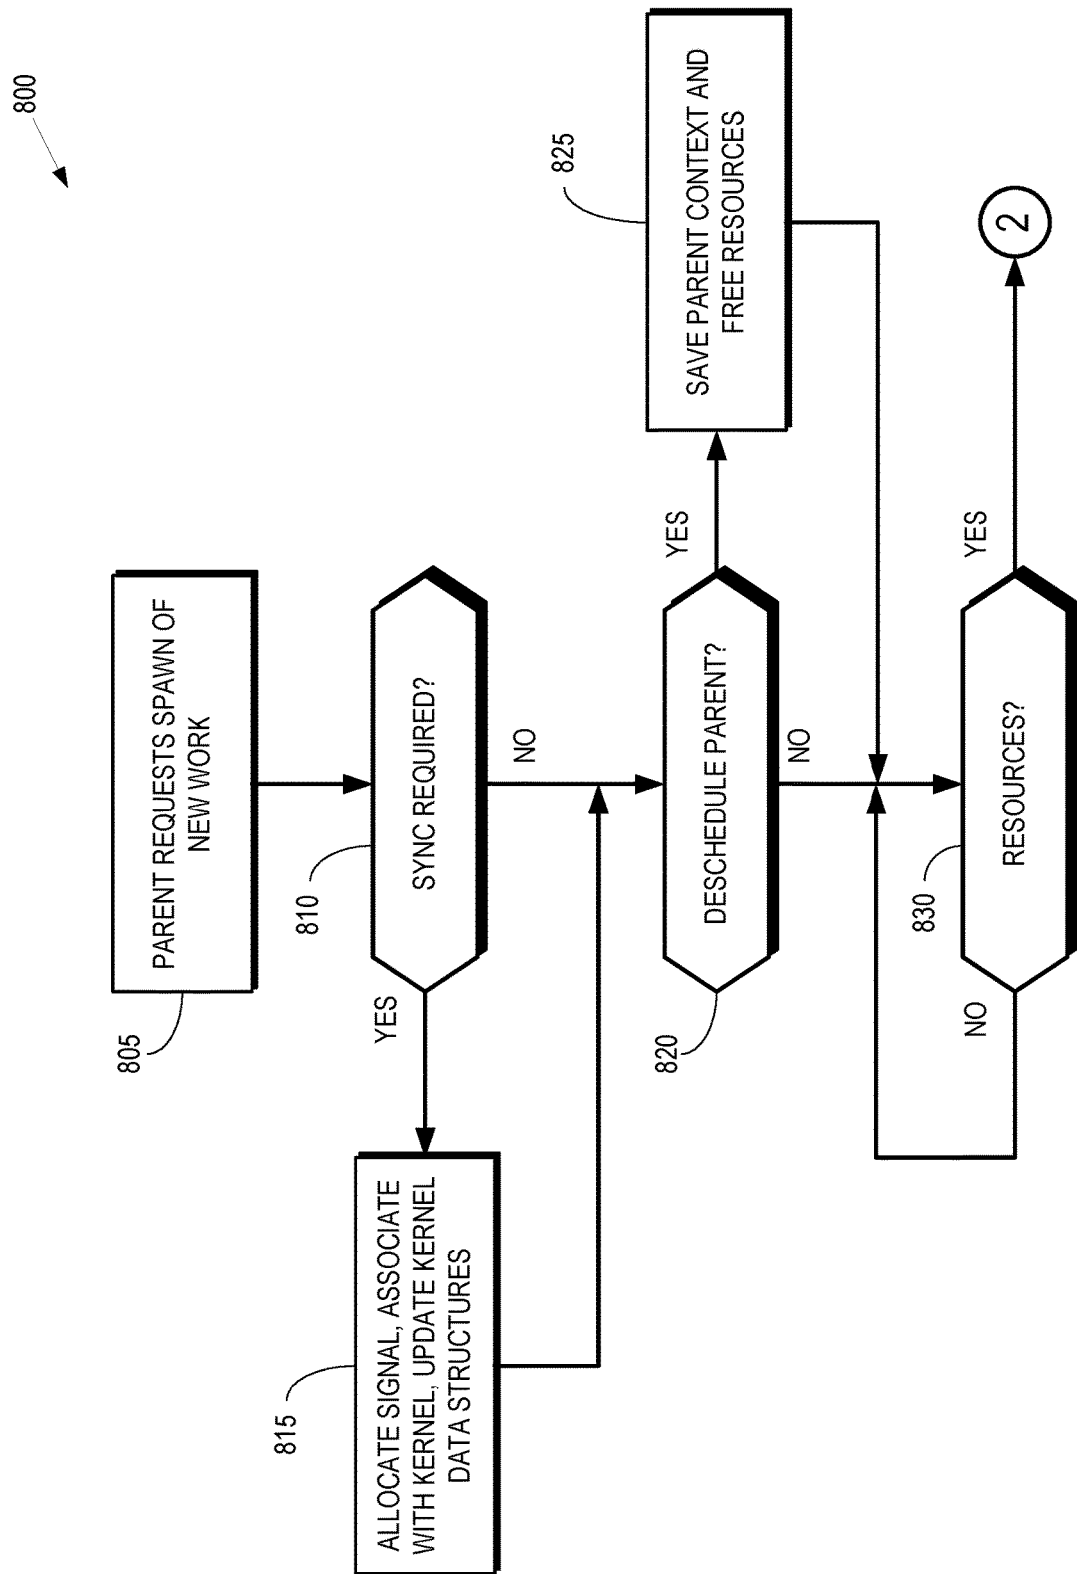 800
PARENT REQUESTS SPAWN OF
NEW WORK
805
SYNC REQUIRED?
810
YES
NO
ALLOCATE SIGNAL, ASSOCIATE
WITH KERNEL, UPDATE KERNEL
DATA STRUCTURES
815
DESCHEDULE PARENT?
820
YES
NO
SAVE PARENT CONTEXT AND
FREE RESOURCES
825
RESOURCES?
830
NO
YES
2